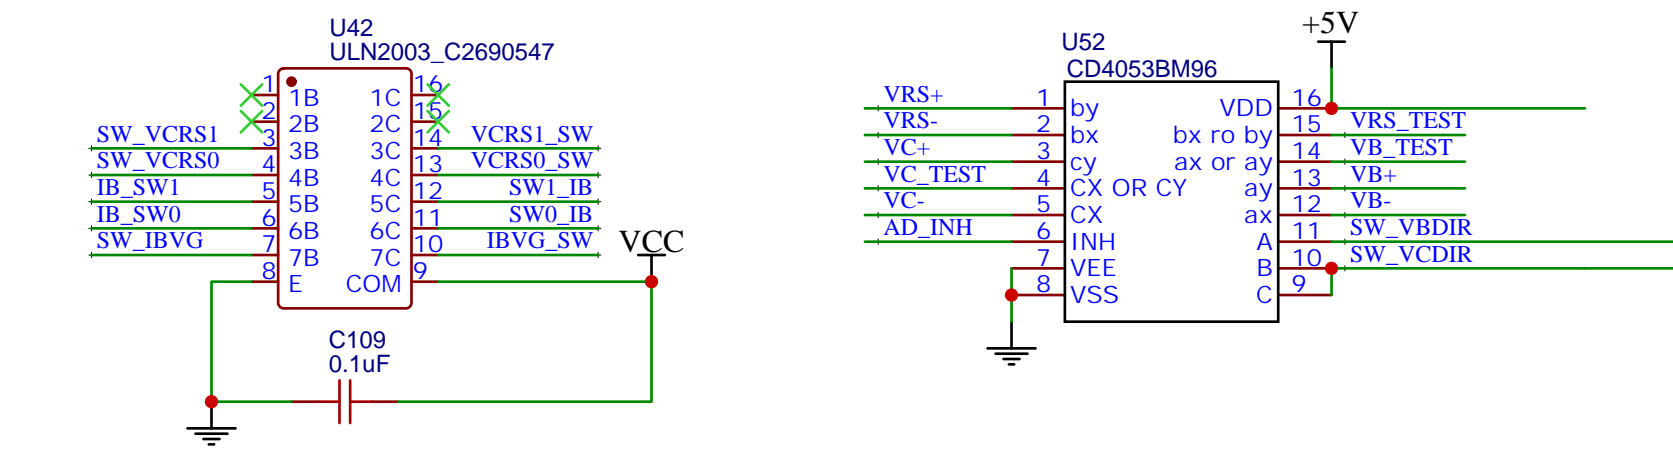 U42
ULN2003_C2690547
1 1B 1C 16
2 2B 2C 15
SW_VCRS1 3 3B 3C 14 VCRS1_SW
SW_VCRS0 4 4B 4C 13 VCRS0_SW
IB_SW1 5 5B 5C 12 SW1_IB
IB_SW0 6 6B 6C 11 SW0_IB
SW_IBVG 7 7B 7C 10 IBVG_SW
8 E COM 9 VCC
C109
0.1uF
+5V
U52
CD4053BM96
VRS+ 1 by VDD 16
VRS- 2 bx bx ro by 15 VRS_TEST
VC+ 3 cy ax or ay 14 VB_TEST
VC_TEST 4 CX OR CY ay 13 VB+
VC- 5 CX ax 12 VB-
AD_INH 6 INH A 11 SW_VBDIR
7 VEE B 10 SW_VCDIR
8 VSS C 9